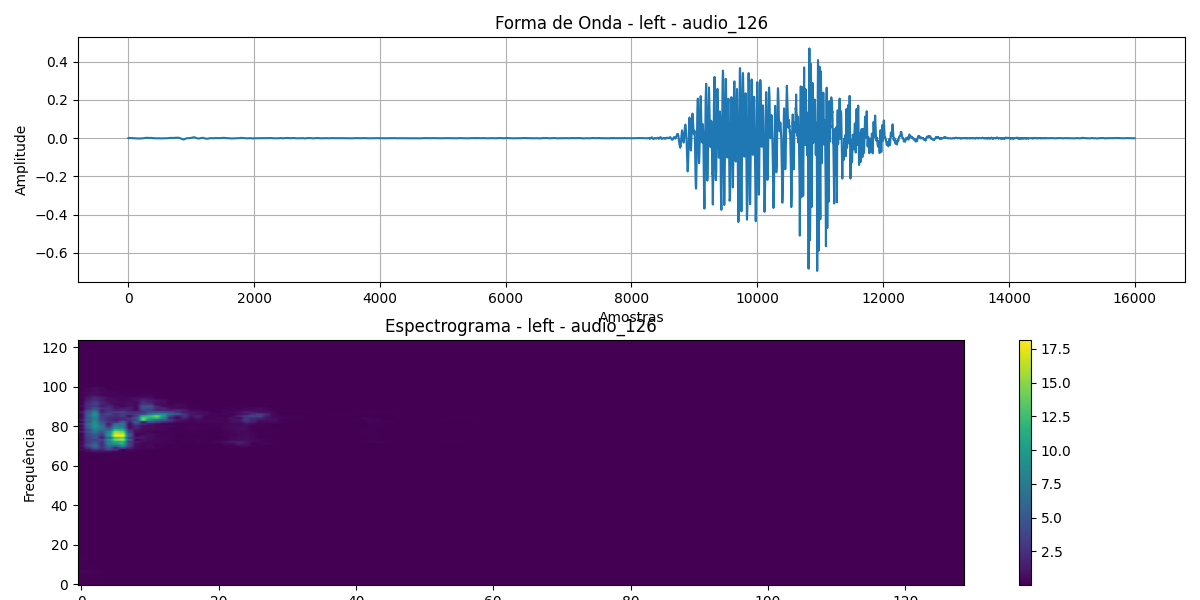 Forma de Onda - left - audio_126
Amplitude
0.4
0.2
0.0
−0.2
−0.4
−0.6
0 2000 4000 6000 8000 10000 12000 14000 16000
Amostras
Espectrograma - left - audio_126
Frequência
120
100
80
60
40
20
0
0 20 40 60 80 100 120
17.5
15.0
12.5
10.0
7.5
5.0
2.5